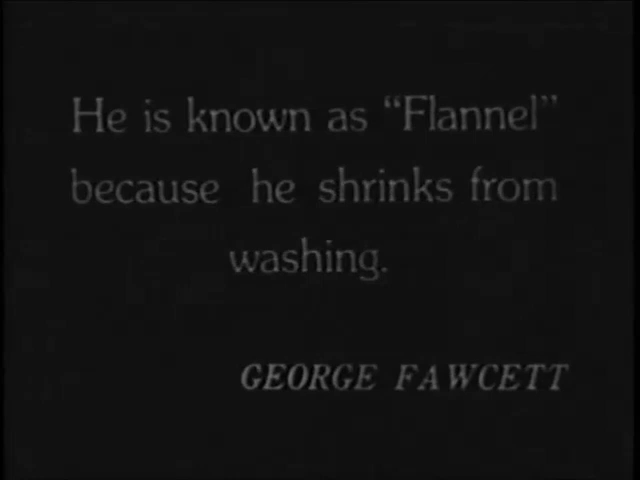 He is known as “Flannel”
because he shrinks from
washing.
GEORGE FAWCETT